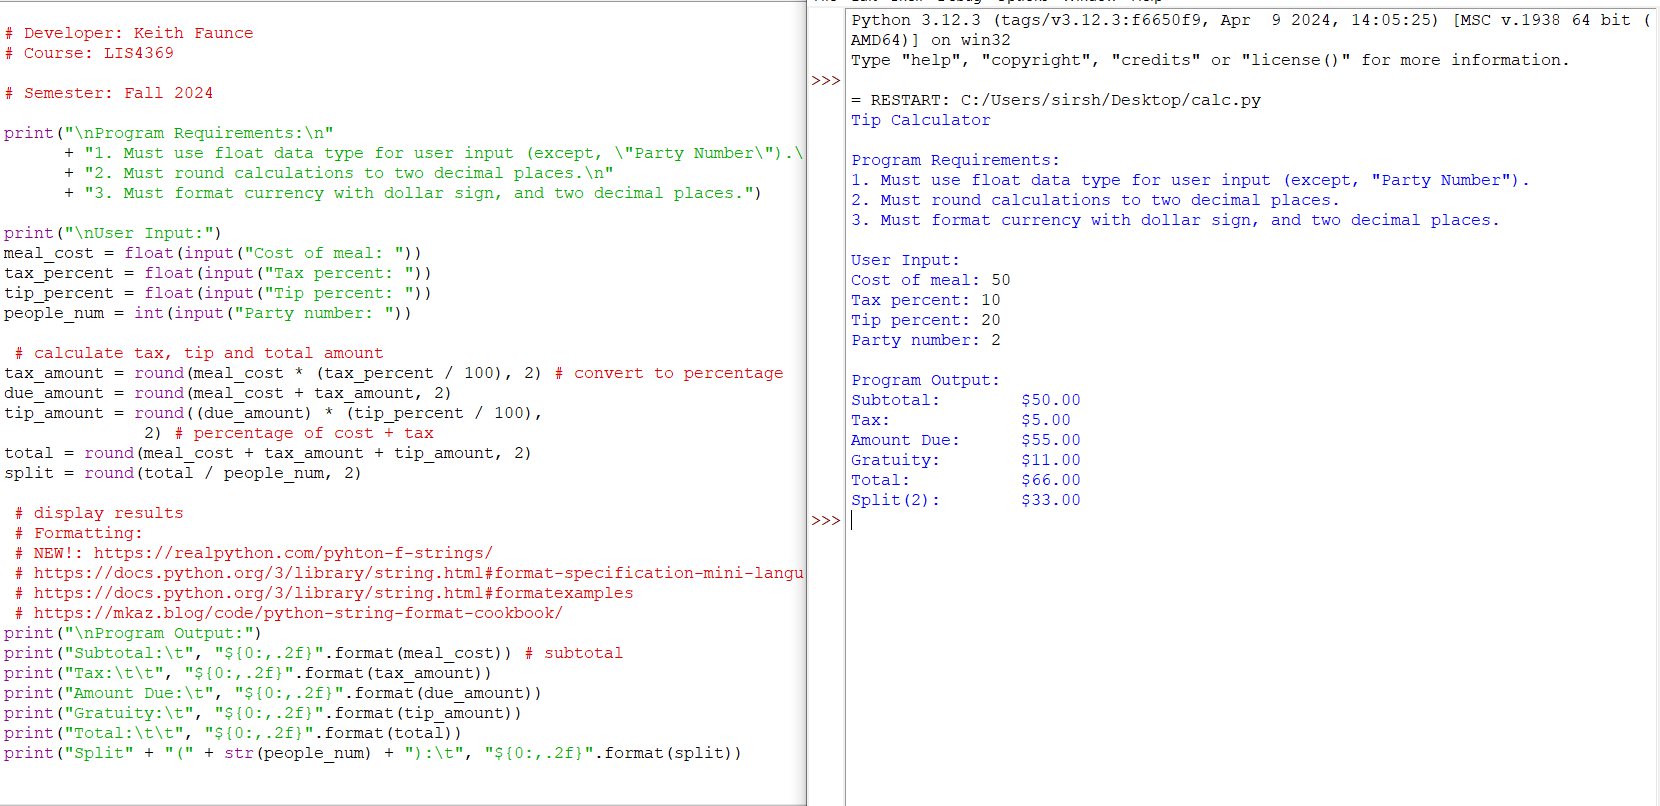 # Developer: Keith Faunce
# Course: LIS4369
# Semester: Fall 2024
print("\nProgram Requirements:\n"
+ "1. Must use float data type for user input (except, \"Party Number\").\
+ "2. Must round calculations to two decimal places.\n"
+ "3. Must format currency with dollar sign, and two decimal places.")
print("\nUser Input:")
meal_cost = float(input("Cost of meal: "))
tax_percent = float(input("Tax percent: "))
tip_percent = float(input("Tip percent: "))
people_num = int(input("Party number: "))
# calculate tax, tip and total amount
tax_amount = round(meal_cost * (tax_percent / 100), 2) # convert to percentage
due_amount = round(meal_cost + tax_amount, 2)
tip_amount = round((due_amount) * (tip_percent / 100),
2) # percentage of cost + tax
total = round(meal_cost + tax_amount + tip_amount, 2)
split = round(total / people_num, 2)
# display results
# Formatting:
# NEW!: https://realpython.com/pyhton-f-strings/
# https://docs.python.org/3/library/string.html#format-specification-mini-langu
# https://docs.python.org/3/library/string.html#formatexamples
# https://mkaz.blog/code/python-string-format-cookbook/
print("\nProgram Output:")
print("Subtotal:\t", "${0:,.2f}".format(meal_cost)) # subtotal
print("Tax:\t\t", "${0:,.2f}".format(tax_amount))
print("Amount Due:\t", "${0:,.2f}".format(due_amount))
print("Gratuity:\t", "${0:,.2f}".format(tip_amount))
print("Total:\t\t", "${0:,.2f}".format(total))
print("Split" + "(" + str(people_num) + "):\t", "${0:,.2f}".format(split))
Python 3.12.3 (tags/v3.12.3:f6650f9, Apr  9 2024, 14:05:25) [MSC v.1938 64 bit (
AMD64)] on win32
Type "help", "copyright", "credits" or "license()" for more information.
>>>
= RESTART: C:/Users/sirsh/Desktop/calc.py
Tip Calculator
Program Requirements:
1. Must use float data type for user input (except, "Party Number").
2. Must round calculations to two decimal places.
3. Must format currency with dollar sign, and two decimal places.
User Input:
Cost of meal: 50
Tax percent: 10
Tip percent: 20
Party number: 2
Program Output:
Subtotal: $50.00
Tax: $5.00
Amount Due: $55.00
Gratuity: $11.00
Total: $66.00
Split(2): $33.00
>>>